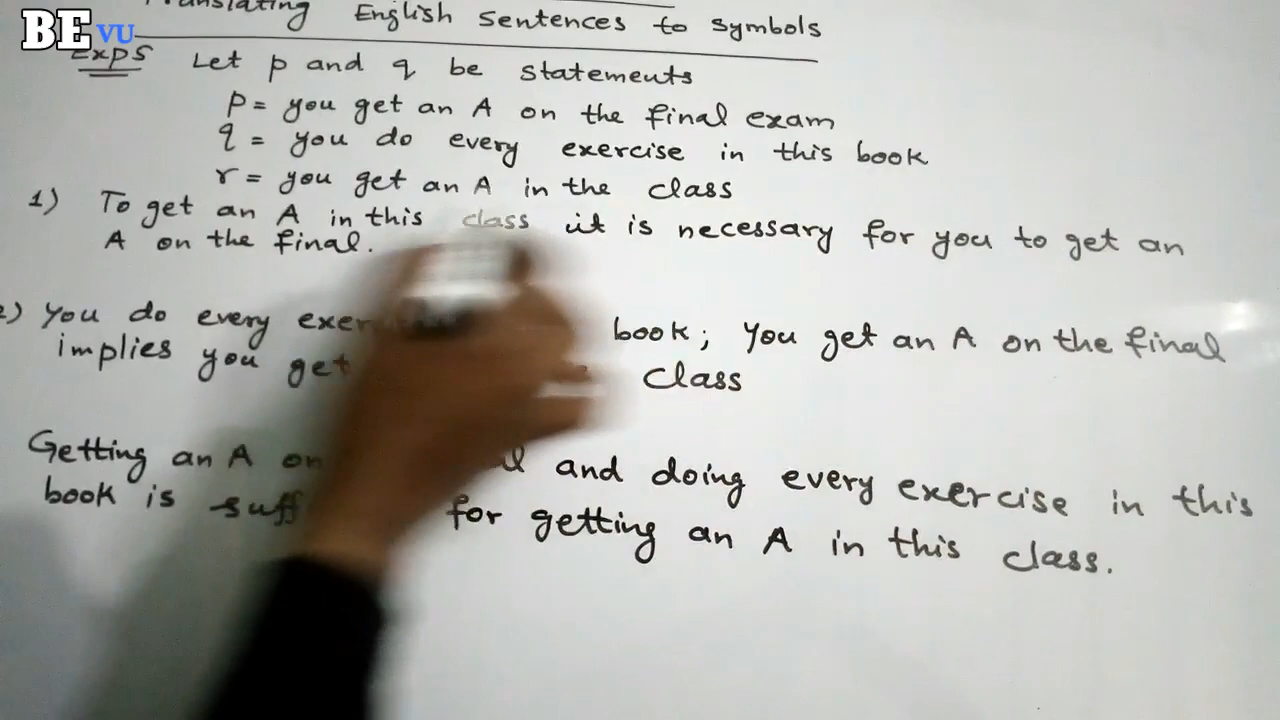 BE VU
Translating English Sentences to Symbols
Exps Let p and q be statements
p = you get an A on the final exam
q = you do every exercise in this book
r = you get an A in the class
1) To get an A in this class it is necessary for you to get an
A on the final.
2) You do every book; You get an A on the final
implies you get class
Getting an A on and doing every exercise in this
book is for getting an A in this class.